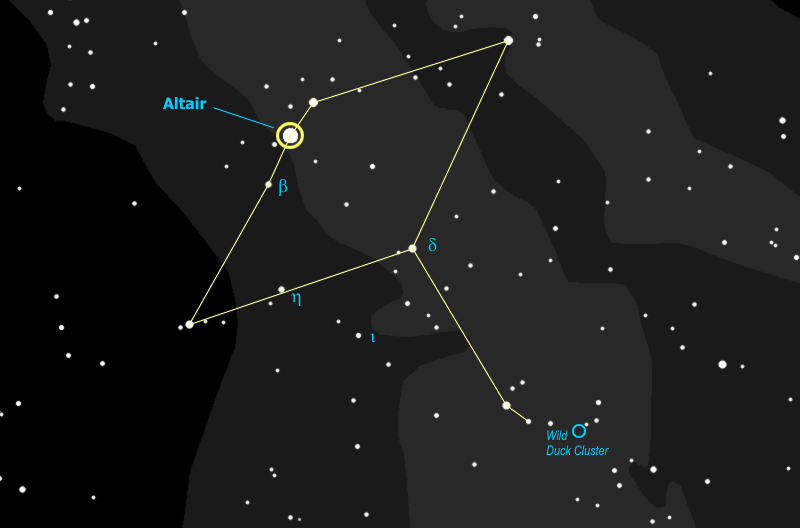 Altair
β
δ
η
ι
Wild
Duck Cluster